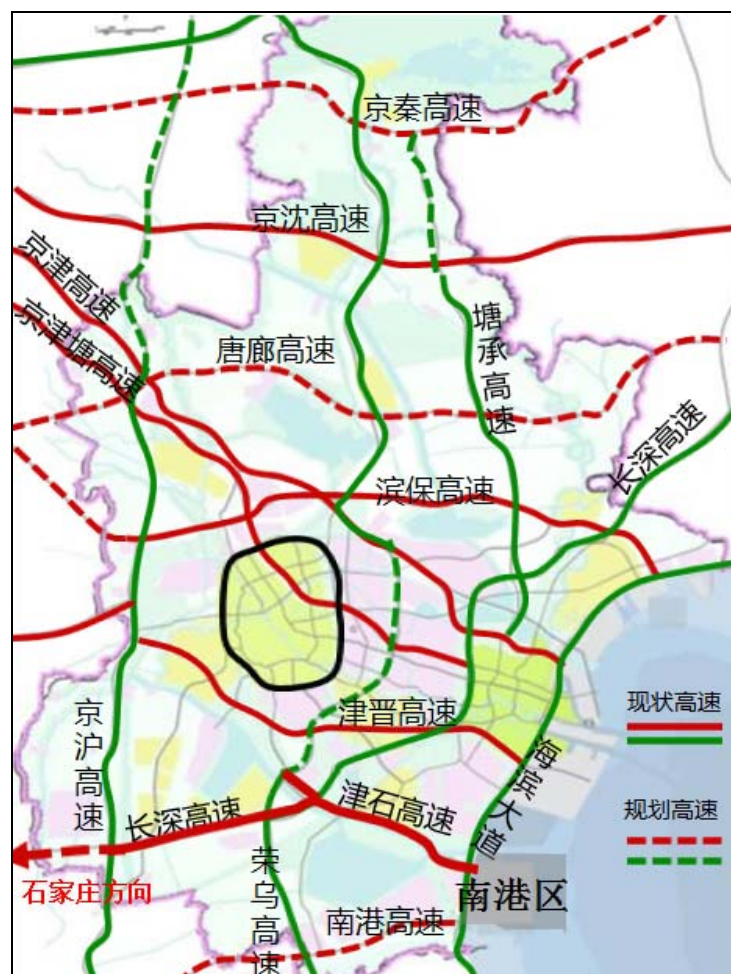 京秦高速
京沈高速
京津高速
京津塘高速
唐廊高速
塘承高速
长深高速
滨保高速
现状高速
津晋高速
京沪高速
海滨大道
规划高速
长深高速
津石高速
石家庄方向
荣乌高速
南港区
南港高速